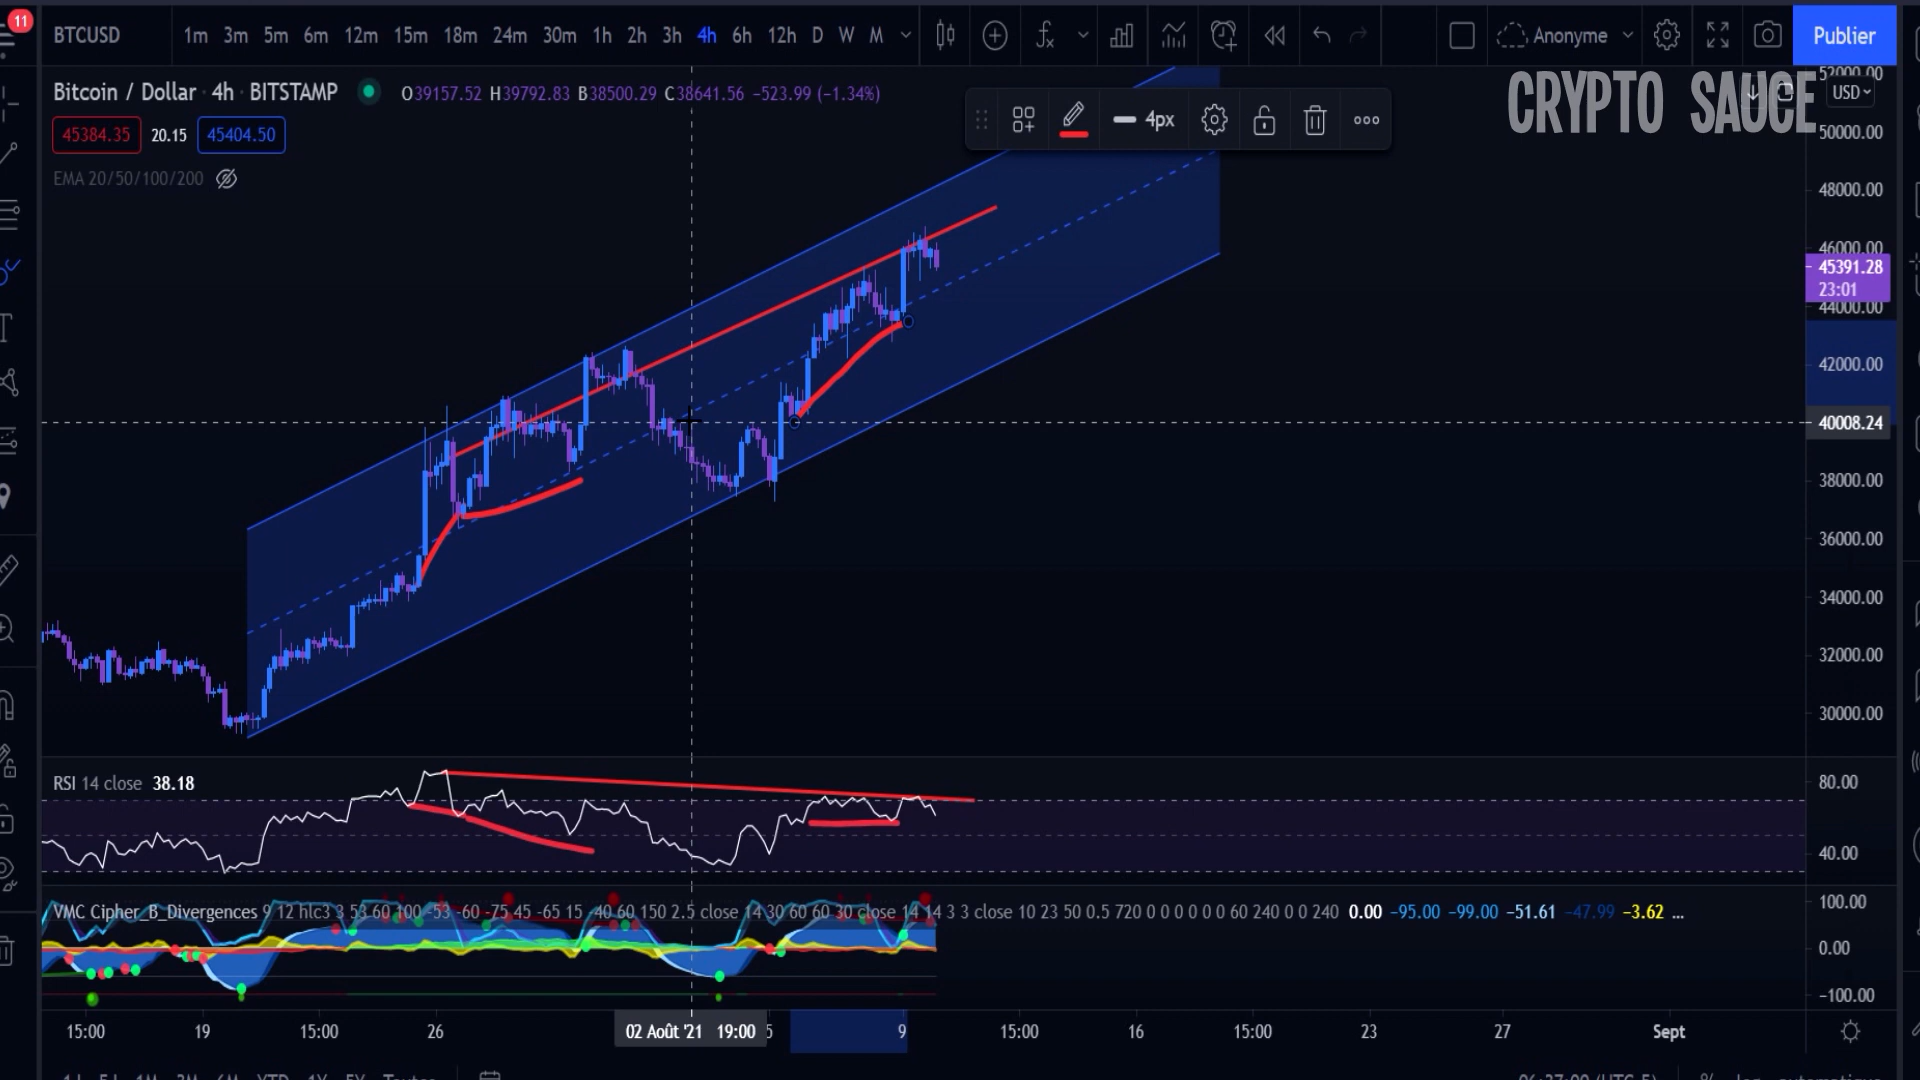 11
BTCUSD 1m 3m 5m 6m 12m 15m 18m 24m 30m 1h 2h 3h 4h 6h 12h D W M Anonyme Publier
Bitcoin / Dollar · 4h · BITSTAMP O39157.52 H39792.83 B38500.29 C38641.56 −523.99 (−1.34%)
4px
CRYPTO SAUCE
USD
45384.35 20.15 45404.50
EMA 20/50/100/200
52000.00
50000.00
48000.00
46000.00
45391.28
23:01
44000.00
42000.00
40008.24
38000.00
36000.00
34000.00
32000.00
30000.00
RSI 14 close 38.18
80.00
40.00
VMC Cipher_B_Divergences 9 12 hlc3 3 53 60 100 -53 -60 -75 45 -65 15 -40 60 150 2.5 close 14 30 60 60 30 close 14 14 3 3 close 10 23 50 0.5 720 0 0 0 0 0 0 60 240 0 0 240 0.00 −95.00 −99.00 −51.61 −47.99 −3.62 ...
100.00
0.00
−100.00
15:00 19 15:00 26 02 Août '21 19:00 5 9 15:00 16 15:00 23 27 Sept